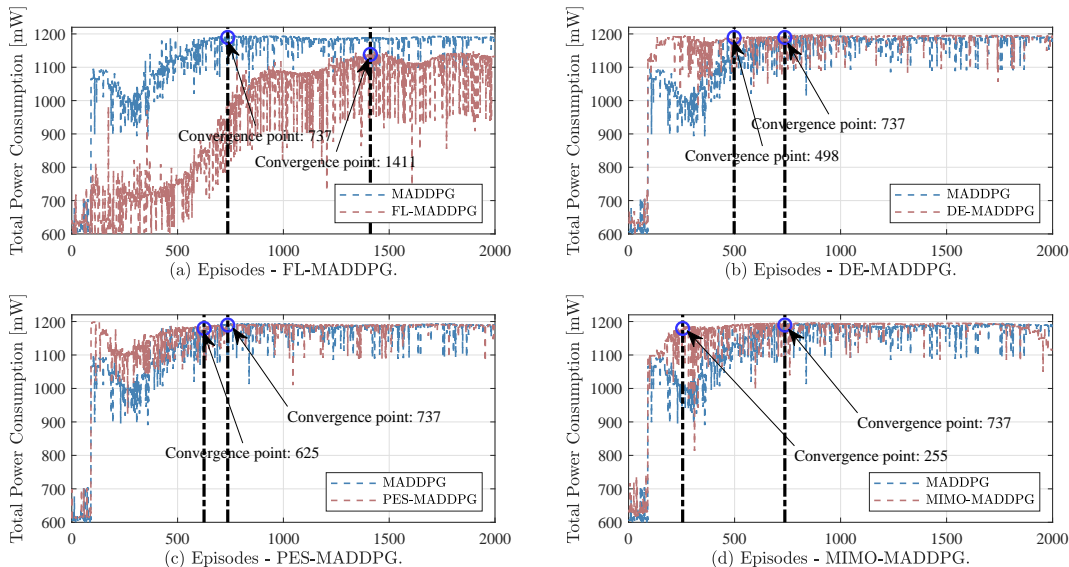 Total Power Consumption [mW]
1200
1100
1000
900
800
700
600
Convergence point: 737
Convergence point: 1411
MADDPG
FL-MADDPG
0 500 1000 1500 2000
(a) Episodes - FL-MADDPG.
Total Power Consumption [mW]
1200
1100
1000
900
800
700
600
Convergence point: 737
Convergence point: 498
MADDPG
DE-MADDPG
0 500 1000 1500 2000
(b) Episodes - DE-MADDPG.
Total Power Consumption [mW]
1200
1100
1000
900
800
700
600
Convergence point: 737
Convergence point: 625
MADDPG
PES-MADDPG
0 500 1000 1500 2000
(c) Episodes - PES-MADDPG.
Total Power Consumption [mW]
1200
1100
1000
900
800
700
600
Convergence point: 737
Convergence point: 255
MADDPG
MIMO-MADDPG
0 500 1000 1500 2000
(d) Episodes - MIMO-MADDPG.